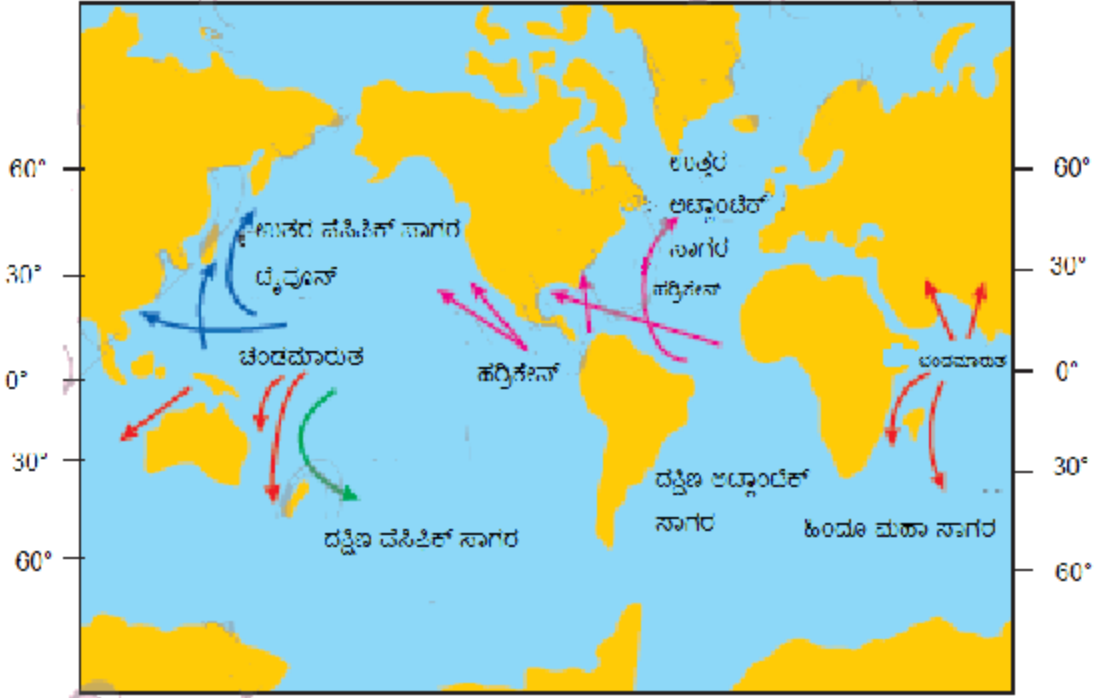 60°
30°
0°
30°
60°
ಉತ್ತರ ಪೆಸಿಫಿಕ್ ಸಾಗರ
ಟೈಫೂನ್
ಚಂಡಮಾರುತ
ದಕ್ಷಿಣ ಪೆಸಿಫಿಕ್ ಸಾಗರ
ಹರ್ರಿಕೇನ್
ಉತ್ತರ
ಅಟ್ಲಾಂಟಿಕ್
ಸಾಗರ
ಹರ್ರಿಕೇನ್
ದಕ್ಷಿಣ ಅಟ್ಲಾಂಟಿಕ್
ಸಾಗರ
ಚಂಡಮಾರುತ
ಹಿಂದೂ ಮಹಾ ಸಾಗರ
60°
30°
0°
30°
60°